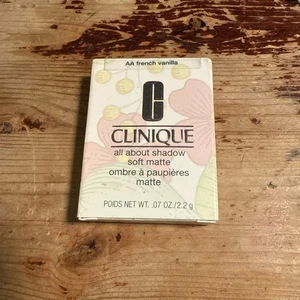 AA french vanilla
C
CLINIQUE
all about shadow
soft matte
ombre à paupières
matte
POIDS NET WT. .07 OZ./2.2 g